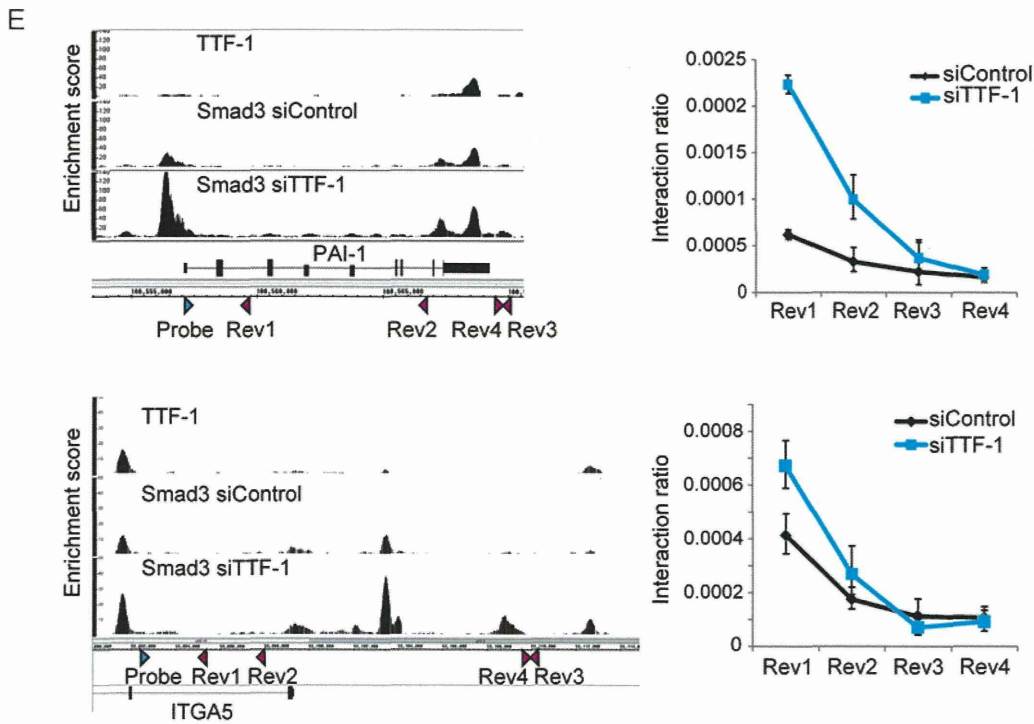 E
Enrichment score
TTF-1
Smad3 siControl
Smad3 siTTF-1
PAI-1
Probe
Rev1
Rev2
Rev4
Rev3
Interaction ratio
0.0025
0.0002
0.0015
0.0001
0.0005
0
siControl
siTTF-1
Rev1
Rev2
Rev3
Rev4
Enrichment score
TTF-1
Smad3 siControl
Smad3 siTTF-1
Probe
Rev1
Rev2
Rev4
Rev3
ITGA5
Interaction ratio
0.0008
0.0006
0.0004
0.0002
0
siControl
siTTF-1
Rev1
Rev2
Rev3
Rev4